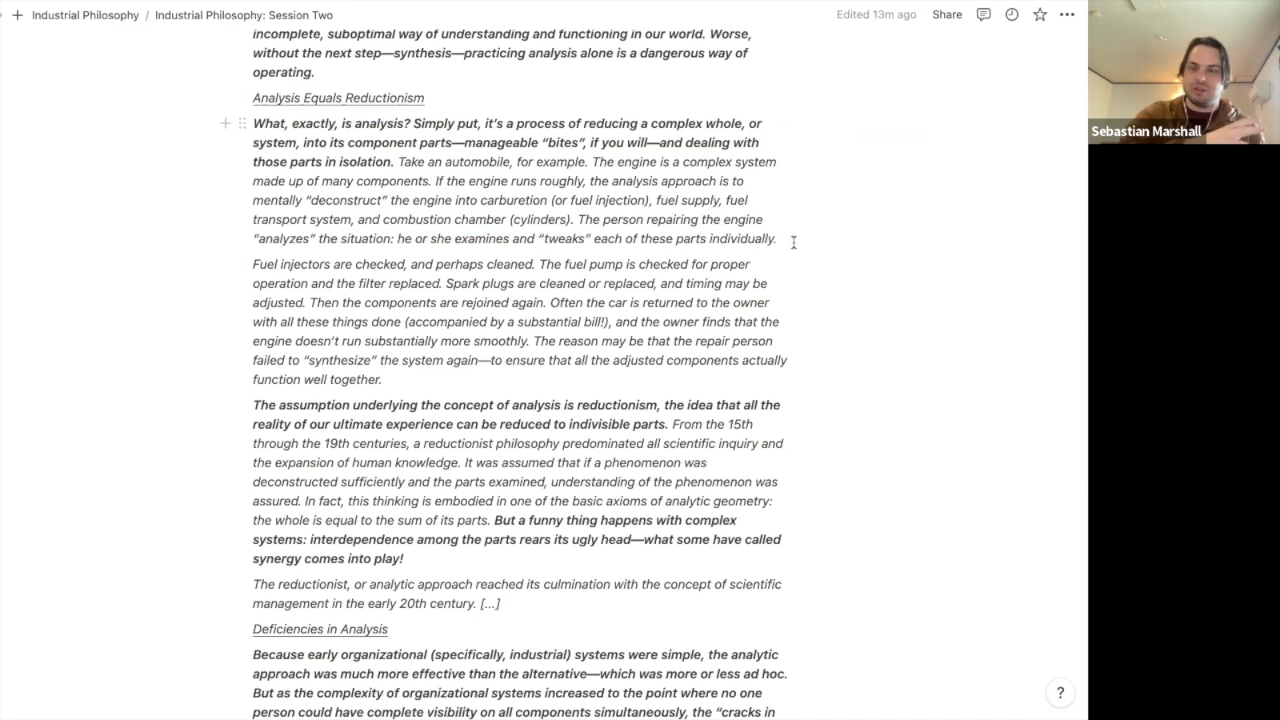 Industrial Philosophy / Industrial Philosophy: Session Two
Edited 13m ago Share
incomplete, suboptimal way of understanding and functioning in our world. Worse,
without the next step—synthesis—practicing analysis alone is a dangerous way of
operating.
Analysis Equals Reductionism
What, exactly, is analysis? Simply put, it’s a process of reducing a complex whole, or
system, into its component parts—manageable “bites”, if you will—and dealing with
those parts in isolation. Take an automobile, for example. The engine is a complex system
made up of many components. If the engine runs roughly, the analysis approach is to
mentally “deconstruct” the engine into carburetion (or fuel injection), fuel supply, fuel
transport system, and combustion chamber (cylinders). The person repairing the engine
“analyzes” the situation: he or she examines and “tweaks” each of these parts individually.
Fuel injectors are checked, and perhaps cleaned. The fuel pump is checked for proper
operation and the filter replaced. Spark plugs are cleaned or replaced, and timing may be
adjusted. Then the components are rejoined again. Often the car is returned to the owner
with all these things done (accompanied by a substantial bill!), and the owner finds that the
engine doesn’t run substantially more smoothly. The reason may be that the repair person
failed to “synthesize” the system again—to ensure that all the adjusted components actually
function well together.
The assumption underlying the concept of analysis is reductionism, the idea that all the
reality of our ultimate experience can be reduced to indivisible parts. From the 15th
through the 19th centuries, a reductionist philosophy predominated all scientific inquiry and
the expansion of human knowledge. It was assumed that if a phenomenon was
deconstructed sufficiently and the parts examined, understanding of the phenomenon was
assured. In fact, this thinking is embodied in one of the basic axioms of analytic geometry:
the whole is equal to the sum of its parts. But a funny thing happens with complex
systems: interdependence among the parts rears its ugly head—what some have called
synergy comes into play!
The reductionist, or analytic approach reached its culmination with the concept of scientific
management in the early 20th century. [...]
Deficiencies in Analysis
Because early organizational (specifically, industrial) systems were simple, the analytic
approach was much more effective than the alternative—which was more or less ad hoc.
But as the complexity of organizational systems increased to the point where no one
person could have complete visibility on all components simultaneously, the “cracks in
?
Sebastian Marshall